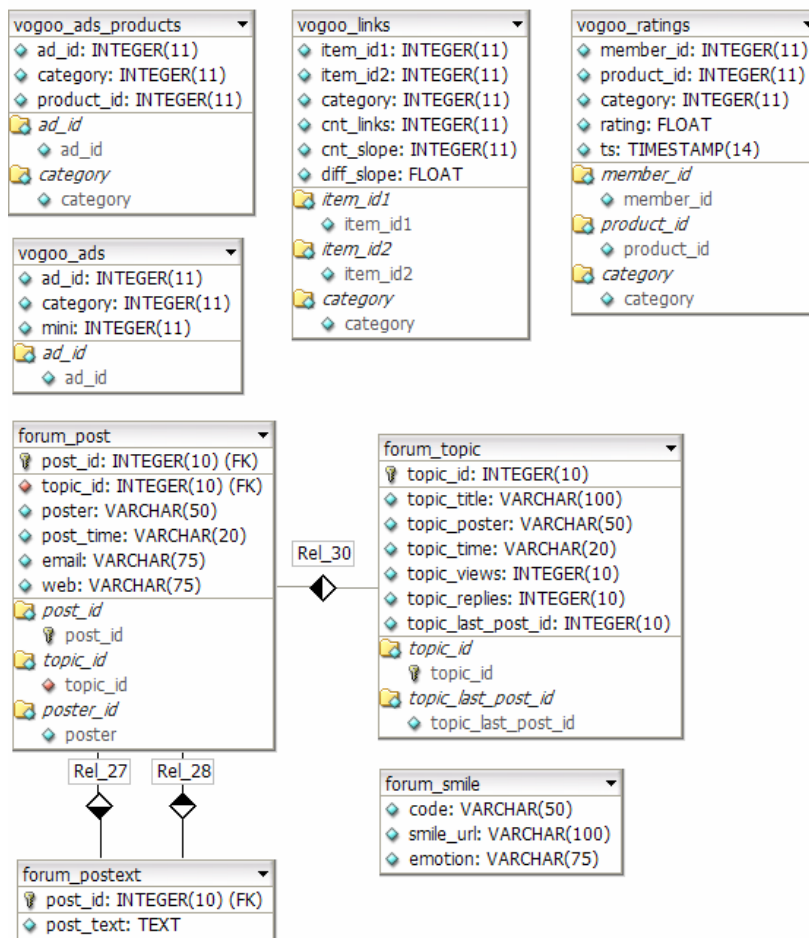 vogoo_ads_products
ad_id: INTEGER(11)
category: INTEGER(11)
product_id: INTEGER(11)
ad_id
ad_id
category
category
vogoo_links
item_id1: INTEGER(11)
item_id2: INTEGER(11)
category: INTEGER(11)
cnt_links: INTEGER(11)
cnt_slope: INTEGER(11)
diff_slope: FLOAT
item_id1
item_id1
item_id2
item_id2
category
category
vogoo_ratings
member_id: INTEGER(11)
product_id: INTEGER(11)
category: INTEGER(11)
rating: FLOAT
ts: TIMESTAMP(14)
member_id
member_id
product_id
product_id
category
category
vogoo_ads
ad_id: INTEGER(11)
category: INTEGER(11)
mini: INTEGER(11)
ad_id
ad_id
forum_post
post_id: INTEGER(10) (FK)
topic_id: INTEGER(10) (FK)
poster: VARCHAR(50)
post_time: VARCHAR(20)
email: VARCHAR(75)
web: VARCHAR(75)
post_id
post_id
topic_id
topic_id
poster_id
poster
Rel_30
forum_topic
topic_id: INTEGER(10)
topic_title: VARCHAR(100)
topic_poster: VARCHAR(50)
topic_time: VARCHAR(20)
topic_views: INTEGER(10)
topic_replies: INTEGER(10)
topic_last_post_id: INTEGER(10)
topic_id
topic_id
topic_last_post_id
topic_last_post_id
Rel_27
Rel_28
forum_smile
code: VARCHAR(50)
smile_url: VARCHAR(100)
emotion: VARCHAR(75)
forum_postext
post_id: INTEGER(10) (FK)
post_text: TEXT